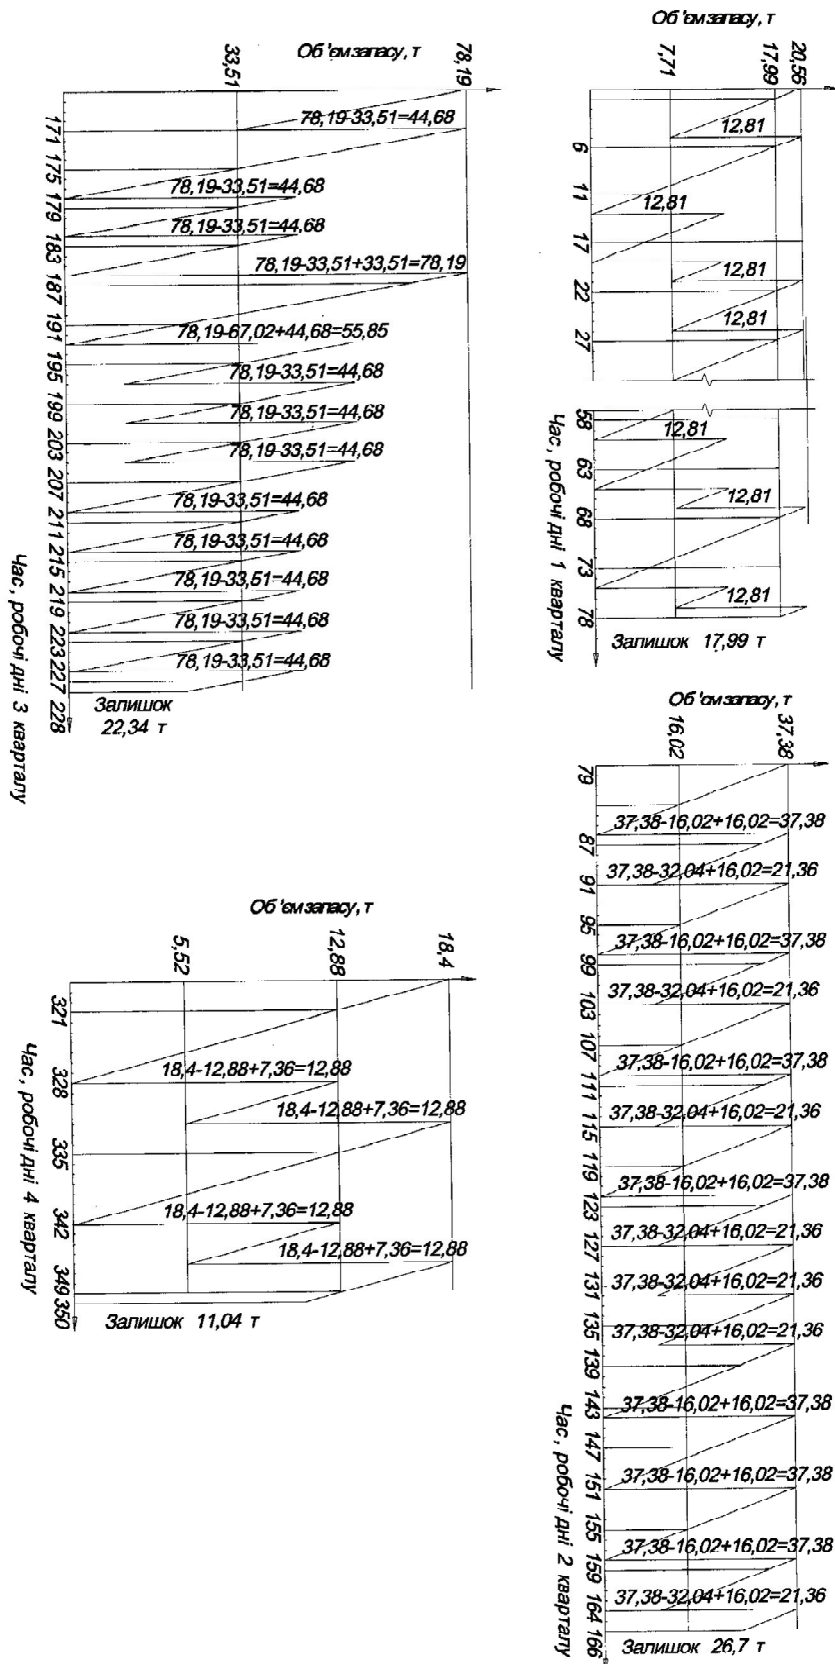 Об'єм запасу, т
33,51
78,19
78,19-33,51=44,68
78,19-33,51=44,68
78,19-33,51=44,68
78,19-33,51+33,51=78,19
78,19-67,02+44,68=55,85
78,19-33,51=44,68
78,19-33,51=44,68
78,19-33,51=44,68
78,19-33,51=44,68
78,19-33,51=44,68
78,19-33,51=44,68
78,19-33,51=44,68
78,19-33,51=44,68
171 175 179 183 187 191 195 199 203 207 211 215 219 223 227 228
Час, робочі дні 3 кварталу
Залишок
22,34 т
Об'єм запасу, т
7,71
17,99
20,56
12,81
12,81
12,81
12,81
12,81
12,81
12,81
6 11 17 22 27 58 63 68 73 78
Час, робочі дні 1 кварталу
Залишок 17,99 т
Об'єм запасу, т
16,02
37,38
37,38-16,02+16,02=37,38
37,38-32,04+16,02=21,36
37,38-16,02+16,02=37,38
37,38-32,04+16,02=21,36
37,38-16,02+16,02=37,38
37,38-32,04+16,02=21,36
37,38-16,02+16,02=37,38
37,38-32,04+16,02=21,36
37,38-32,04+16,02=21,36
37,38-32,04+16,02=21,36
37,38-16,02+16,02=37,38
37,38-16,02+16,02=37,38
37,38-16,02+16,02=37,38
37,38-32,04+16,02=21,36
79 87 91 95 99 103 107 111 115 119 123 127 131 135 139 143 147 151 155 159 164 166
Час, робочі дні 2 кварталу
Залишок 26,7 т
Об'єм запасу, т
5,52
12,88
18,4
18,4-12,88+7,36=12,88
18,4-12,88+7,36=12,88
18,4-12,88+7,36=12,88
18,4-12,88+7,36=12,88
321 328 335 342 349 350
Час, робочі дні 4 кварталу
Залишок 11,04 т